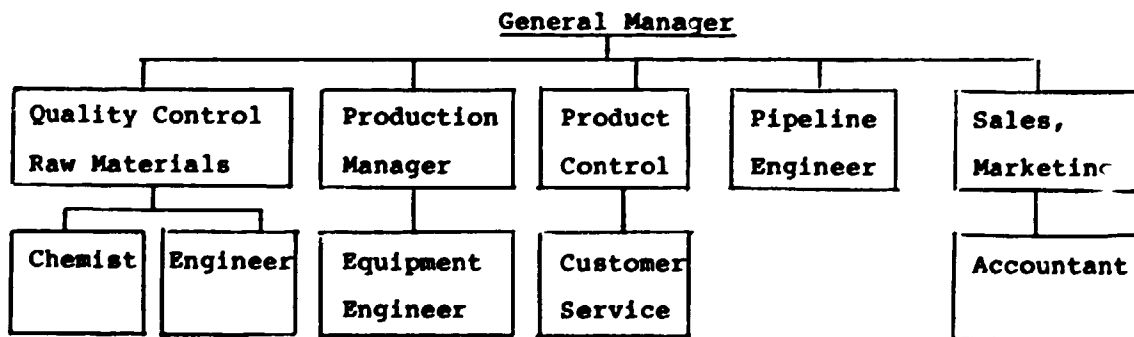 General Manager
Quality Control
Raw Materials
Production
Manager
Product
Control
Pipeline
Engineer
Sales,
Marketing
Chemist
Engineer
Equipment
Engineer
Customer
Service
Accountant